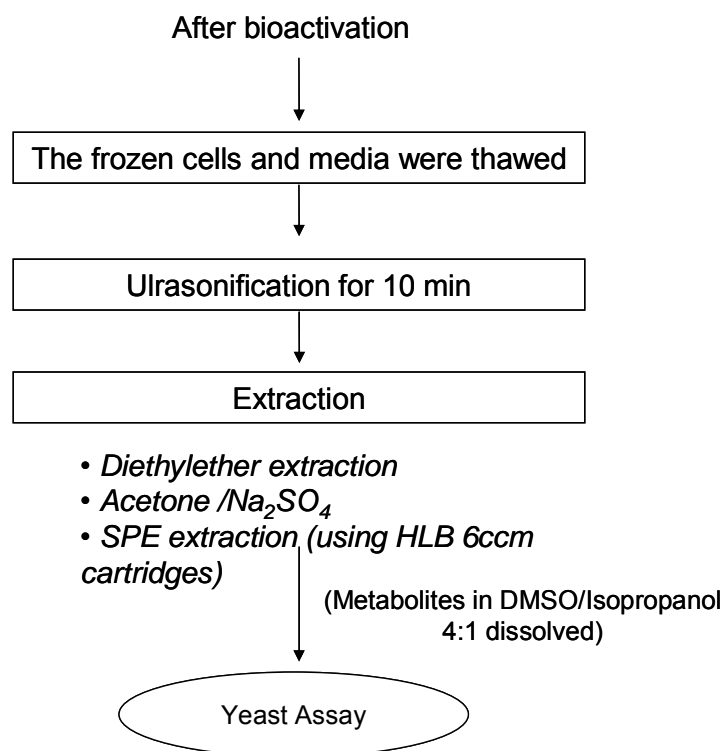 After bioactivation
The frozen cells and media were thawed
Ulrasonification for 10 min
Extraction
• Diethylether extraction
• Acetone /Na₂SO₄
• SPE extraction (using HLB 6ccm
cartridges)
(Metabolites in DMSO/Isopropanol
4:1 dissolved)
Yeast Assay